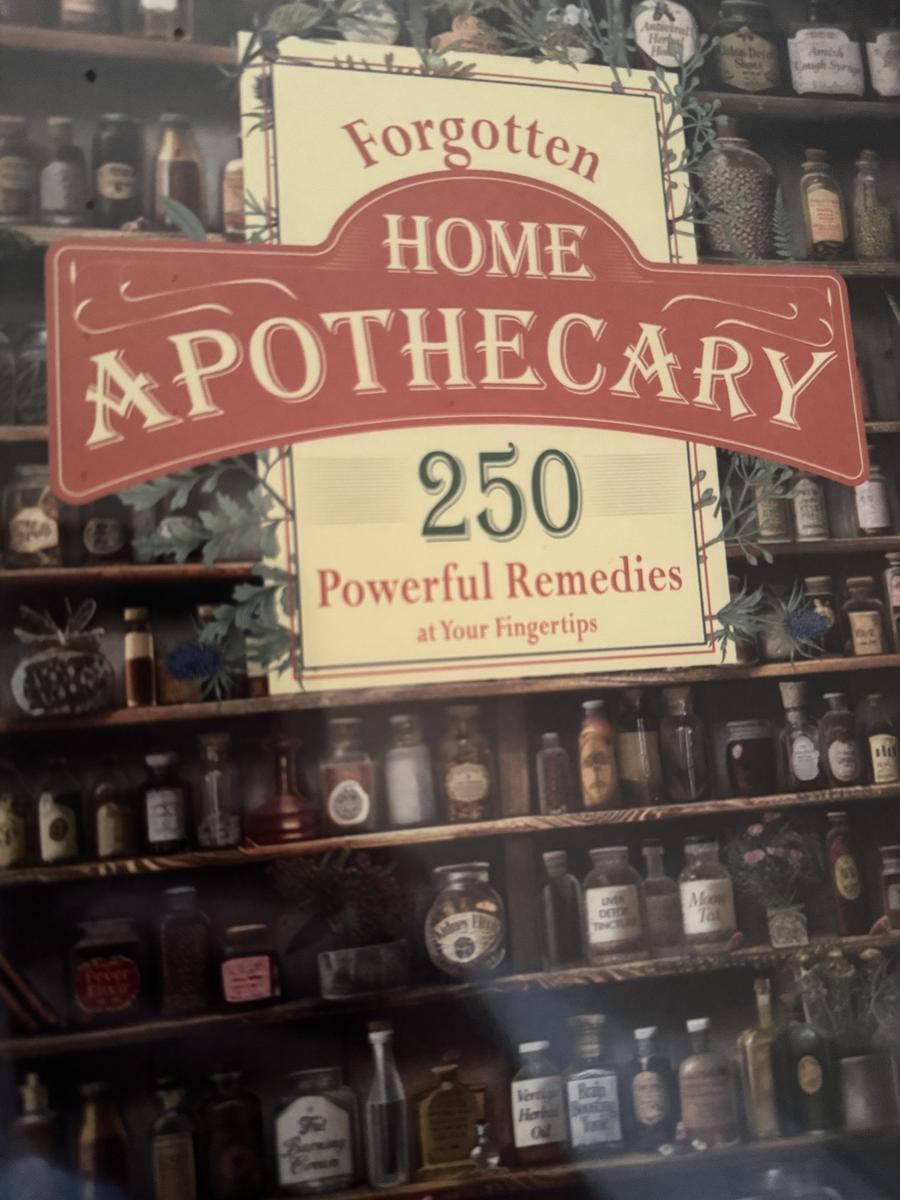 Forgotten
HOME
APOTHECARY
250
Powerful Remedies
at Your Fingertips
Amish
Cough Syrup
LIVER
DETOX
TINCTURE
Moon
Tea
Fever
Fat
Burning
Cream
Herbal
Oil
Brain
Boosting
Tonic